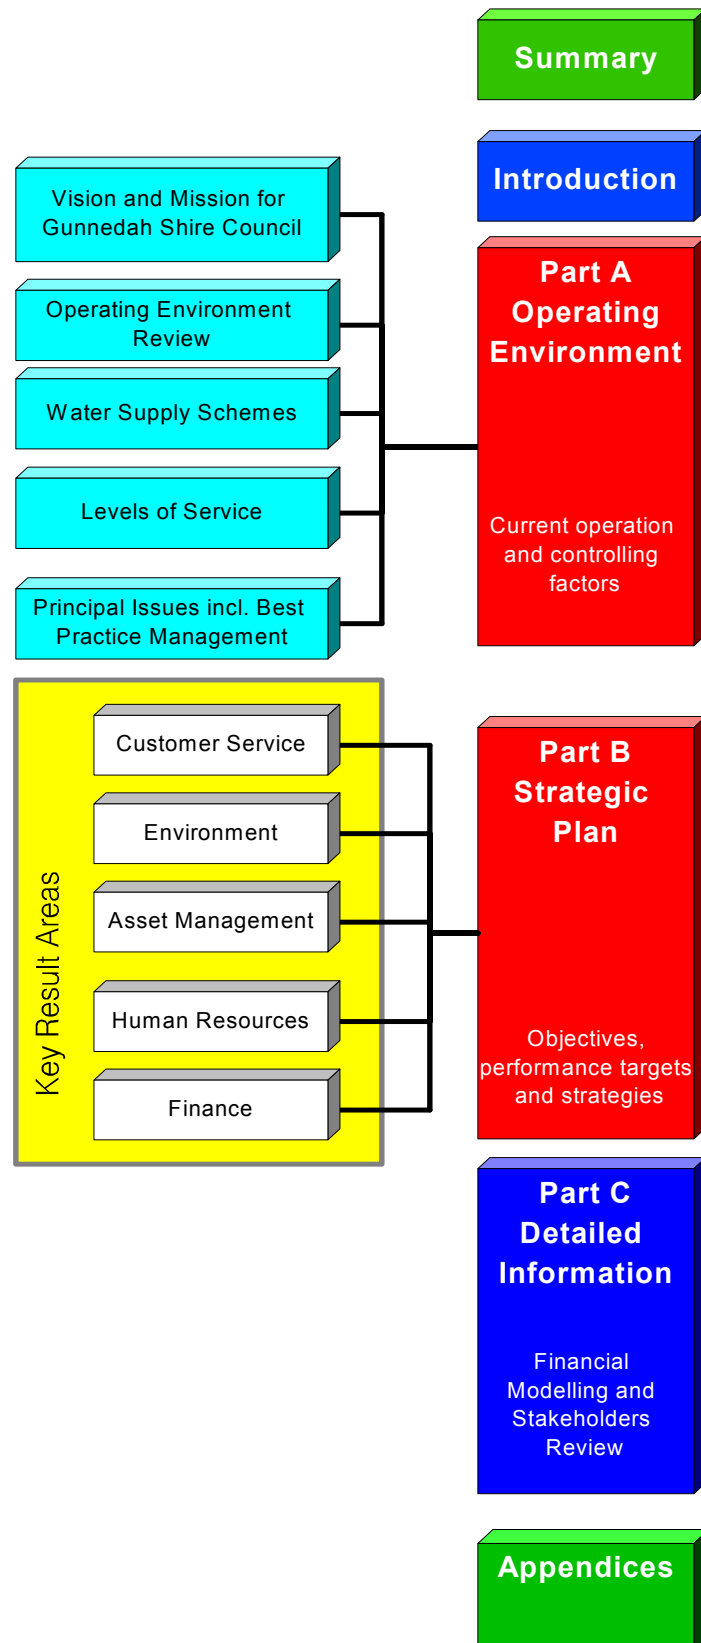 Summary
Introduction
Vision and Mission for
Gunnedah Shire Council
Operating Environment
Review
Water Supply Schemes
Levels of Service
Principal Issues incl. Best
Practice Management
Part A
Operating
Environment
Current operation
and controlling
factors
Key Result Areas
Customer Service
Environment
Asset Management
Human Resources
Finance
Part B
Strategic
Plan
Objectives,
performance targets
and strategies
Part C
Detailed
Information
Financial
Modelling and
Stakeholders
Review
Appendices